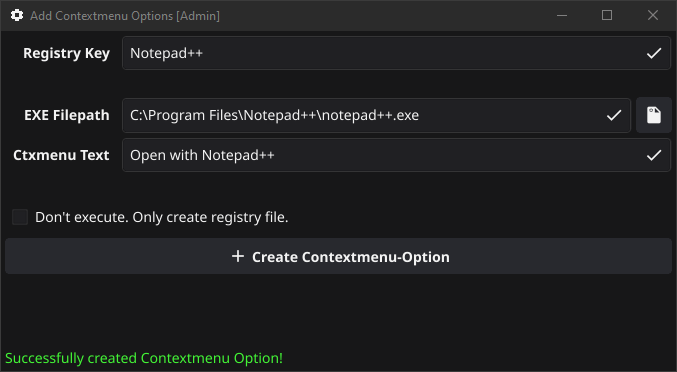 Add Contextmenu Options [Admin]
Registry Key Notepad++
EXE Filepath C:\Program Files\Notepad++\notepad++.exe
Ctxmenu Text Open with Notepad++
Don't execute. Only create registry file.
Create Contextmenu-Option
Successfully created Contextmenu Option!